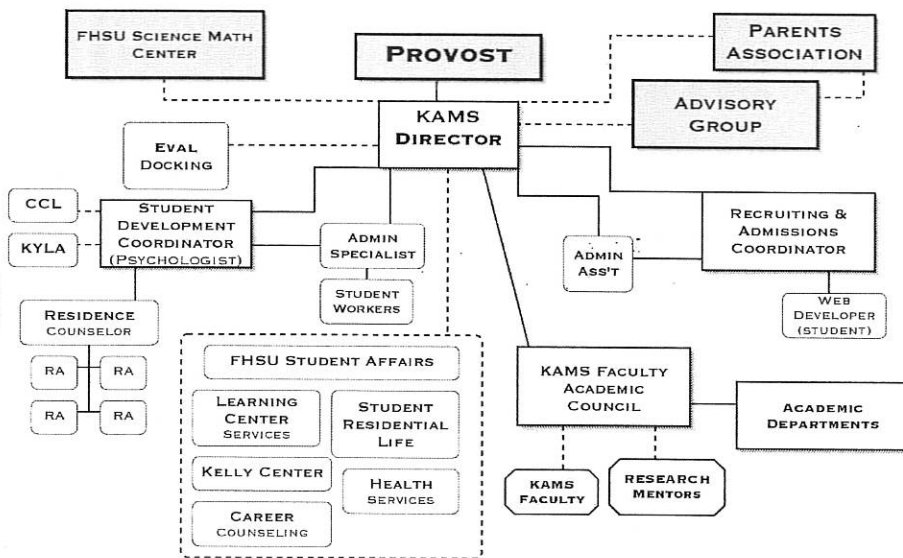 FHSU SCIENCE MATH
CENTER
PROVOST
PARENTS
ASSOCIATION
ADVISORY
GROUP
KAMS
DIRECTOR
EVAL
DOCKING
CCL
KYLA
STUDENT
DEVELOPMENT
COORDINATOR
(PSYCHOLOGIST)
ADMIN
SPECIALIST
STUDENT
WORKERS
ADMIN
ASS'T
RECRUITING &
ADMISSIONS
COORDINATOR
WEB
DEVELOPER
(STUDENT)
RESIDENCE
COUNSELOR
RA
RA
RA
RA
FHSU STUDENT AFFAIRS
LEARNING
CENTER
SERVICES
STUDENT
RESIDENTIAL
LIFE
KELLY CENTER
HEALTH
SERVICES
CAREER
COUNSELING
KAMS FACULTY
ACADEMIC
COUNCIL
ACADEMIC
DEPARTMENTS
KAMS
FACULTY
RESEARCH
MENTORS